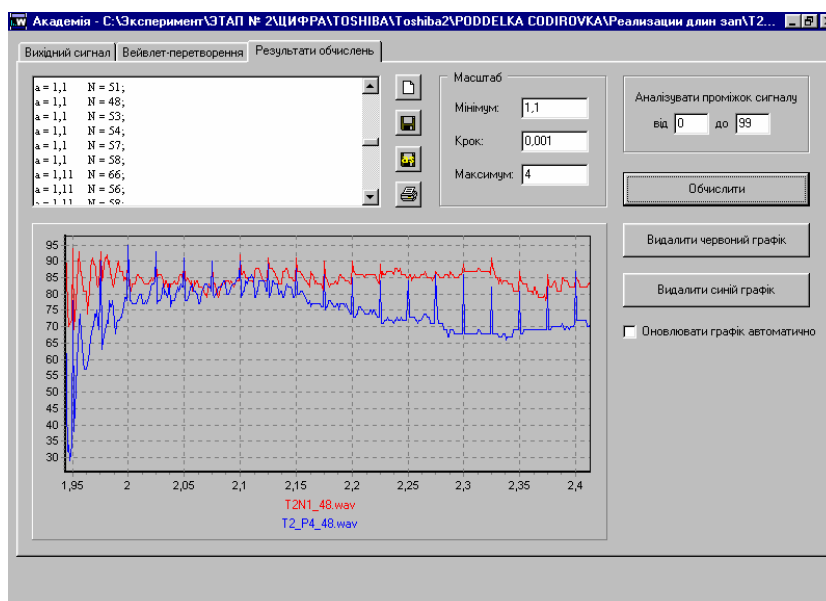 Академія - C:\Эксперимент\ЭТАП № 2\ЦИФРА\TOSHIBA\Toshiba2\PODDELKA CODIROVKA\Реализации длин зап\T2...
Вихідний сигнал
Вейвлет-перетворення
Результати обчислень
a = 1,1 N = 51;
a = 1,1 N = 48;
a = 1,1 N = 53;
a = 1,1 N = 54;
a = 1,1 N = 57;
a = 1,1 N = 58;
a = 1,11 N = 66;
a = 1,11 N = 56;
a = 1,11 N = 58;
Масштаб
Мінімум: 1,1
Крок: 0,001
Максимум: 4
Аналізувати проміжок сигналу
від 0 до 99
Обчислити
Видалити червоний графік
Видалити синій графік
Оновлювати графік автоматично
95
90
85
80
75
70
65
60
55
50
45
40
35
30
1,95 2 2,05 2,1 2,15 2,2 2,25 2,3 2,35 2,4
T2N1_48.wav
T2_P4_48.wav